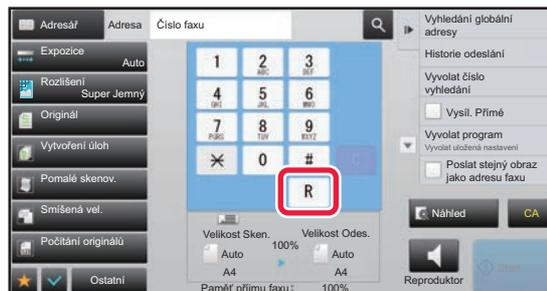 Adresář
Adresa
Číslo faxu
Expozice
Auto
Rozlišení
Super Jemný
Originál
Vytvoření úloh
Pomalé skenov.
Smíšená vel.
Počítání originálů
Ostatní
1
2
ABC
3
DEF
4
GHI
5
JKL
6
MNO
7
PQRS
8
TUV
9
WXYZ
0
#
C
R
Velikost Sken.
100%
Velikost Odes.
Auto
A4
Auto
A4
Paměť příjmu faxu:
100%
Vyhledání globální
adresy
Historie odeslání
Vyvolat číslo
vyhledání
Vysíl. Přímé
Vyvolat program
Vyvolat uložená nastavení
Poslat stejný obraz
jako adresu faxu
Náhled
CA
Reproduktor
Start